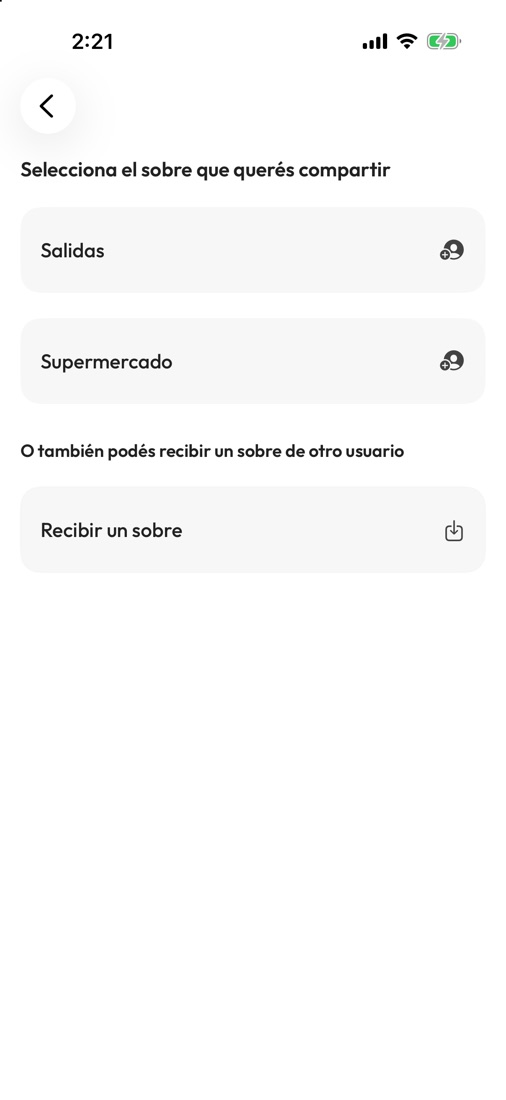 2:21
Selecciona el sobre que querés compartir
Salidas
Supermercado
O también podés recibir un sobre de otro usuario
Recibir un sobre